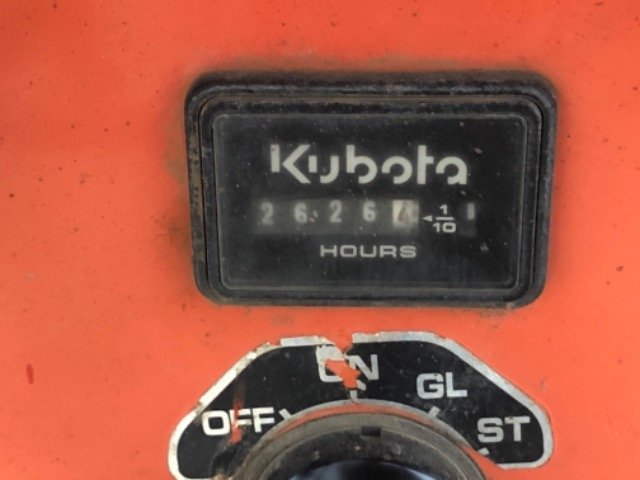 Kubota
2 6 2 6 1/10
HOURS
OFF ON GL ST